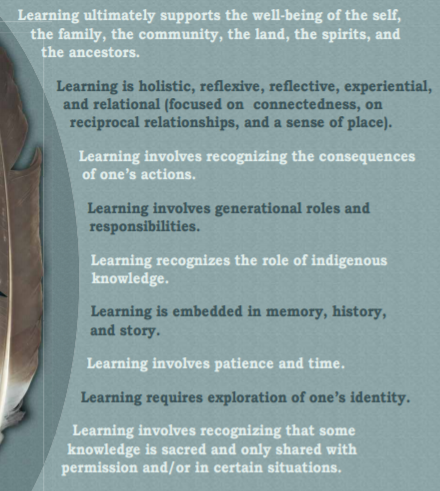 Learning ultimately supports the well-being of the self,
the family, the community, the land, the spirits, and
the ancestors.
Learning is holistic, reflexive, reflective, experiential,
and relational (focused on connectedness, on
reciprocal relationships, and a sense of place).
Learning involves recognizing the consequences
of one's actions.
Learning involves generational roles and
responsibilities.
Learning recognizes the role of indigenous
knowledge.
Learning is embedded in memory, history,
and story.
Learning involves patience and time.
Learning requires exploration of one's identity.
Learning involves recognizing that some
knowledge is sacred and only shared with
permission and/or in certain situations.